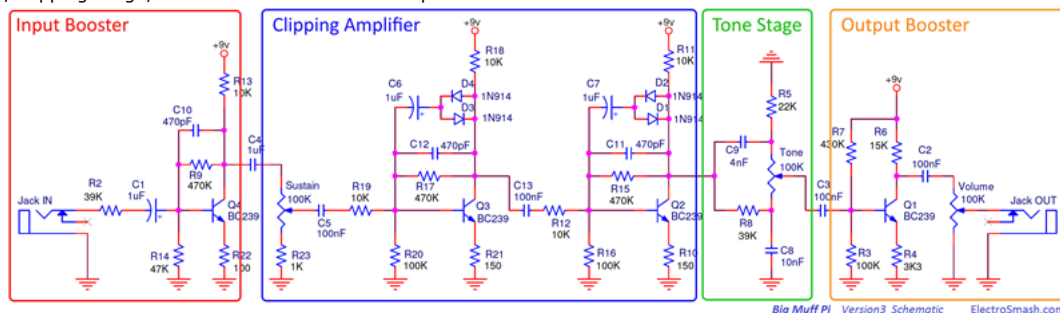 Input Booster
Clipping Amplifier
Tone Stage
Output Booster
+9v
R13
10K
C10
470pF
C4
1uF
R9
470K
Jack IN
R2
39K
C1
1uF
Q4
BC239
R14
47K
R22
100
Sustain
100K
R23
1K
C5
100nF
R19
10K
C6
1uF
D4
1N914
D3
1N914
+9v
R18
10K
C12
470pF
R17
470K
Q3
BC239
R20
100K
R21
150
C13
100nF
R12
10K
C7
1uF
D2
1N914
D1
1N914
+9v
R11
10K
C11
470pF
R15
470K
Q2
BC239
R16
100K
R10
150
R5
22K
C9
4nF
Tone
100K
R8
39K
C8
10nF
C3
100nF
+9v
R7
430K
R6
15K
C2
100nF
Q1
BC239
R3
100K
R4
3K3
Volume
100K
Jack OUT
Big Muff Pi Version3 Schematic ElectroSmash.com